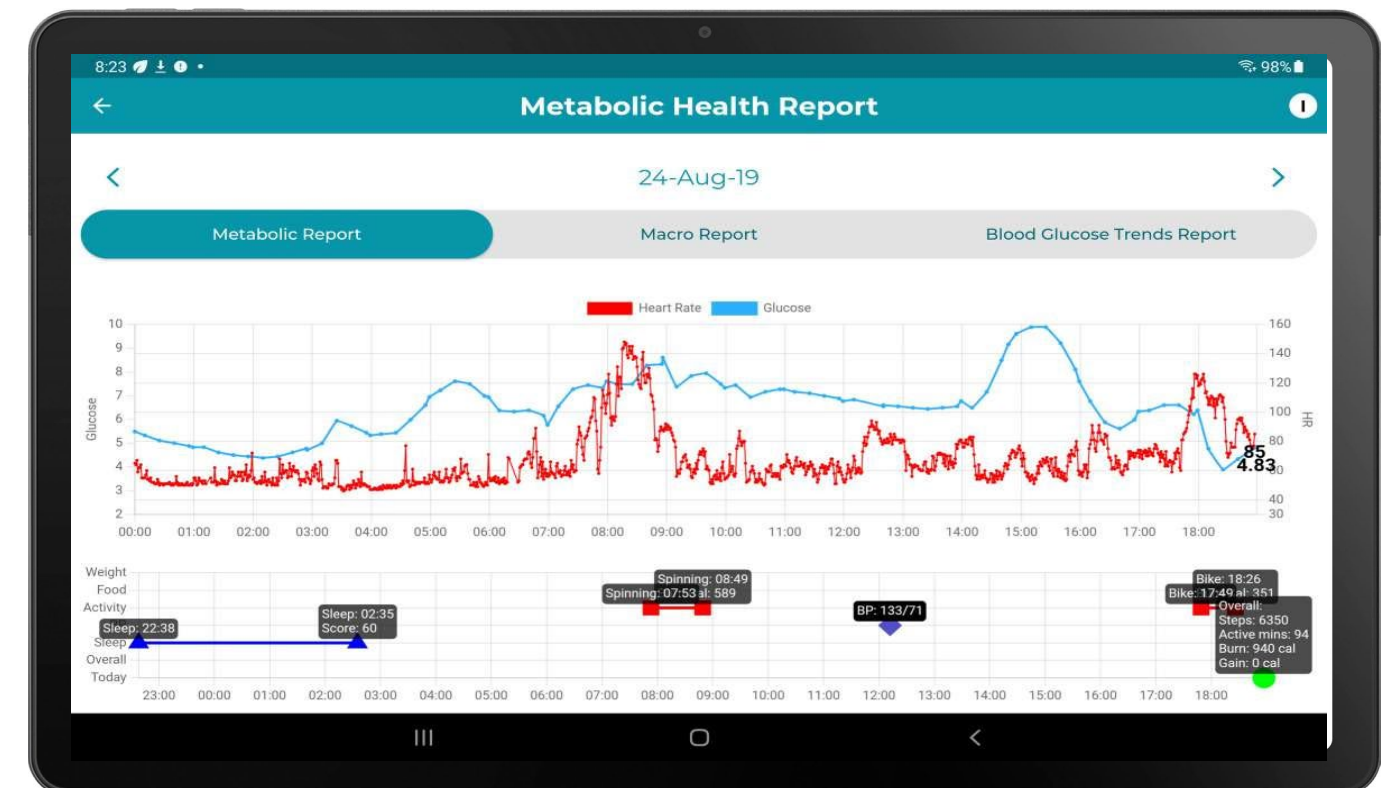 8:23
98%
Metabolic Health Report
I
24-Aug-19
Metabolic Report
Macro Report
Blood Glucose Trends Report
Heart Rate
Glucose
10
9
8
7
6
5
4
3
2
Glucose
160
140
120
100
80
60
40
30
HR
85
4.83
00:00 01:00 02:00 03:00 04:00 05:00 06:00 07:00 08:00 09:00 10:00 11:00 12:00 13:00 14:00 15:00 16:00 17:00 18:00
Weight
Food
Activity
Sleep
Overall
Today
Sleep: 22:38
Sleep: 02:35
Score: 60
Spinning: 08:49
Spinning: 07:53
al: 589
BP: 133/71
Bike: 18:26
Bike: 17:49
al: 351
Overall:
Steps: 6350
Active mins: 94
Burn: 940 cal
Gain: 0 cal
23:00 00:00 01:00 02:00 03:00 04:00 05:00 06:00 07:00 08:00 09:00 10:00 11:00 12:00 13:00 14:00 15:00 16:00 17:00 18:00